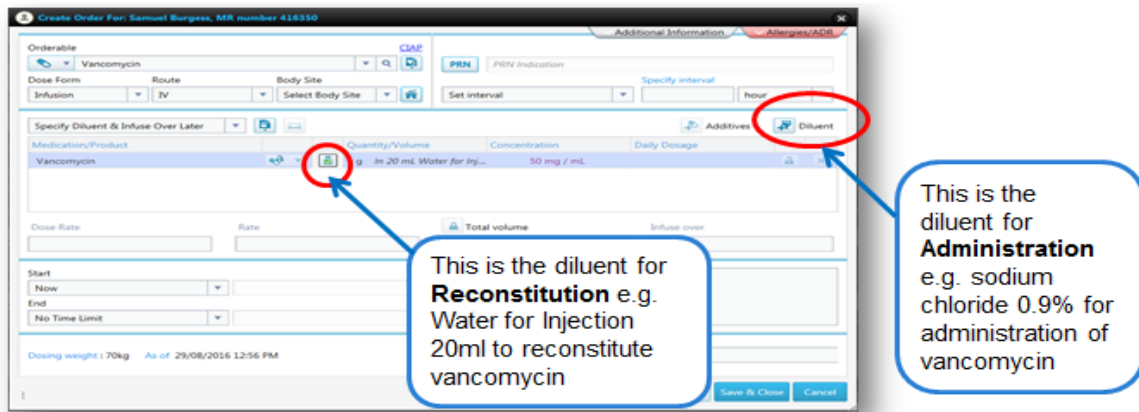 Create Order For: Samuel Burgess, MR number 416350
Additional Information
Allergies/ADR
Orderable
CIAP
Vancomycin
PRN
PRN Indication
Dose Form
Route
Body Site
Specify interval
Infusion
IV
Select Body Site
Set interval
hour
Specify Diluent & Infuse Over Later
Additives
Diluent
Medication/Product
Quantity/Volume
Concentration
Daily Dosage
Vancomycin
g
In 20 mL Water for Inj...
50 mg / mL
Dose Rate
Rate
Total volume
Infuse over
Start
Now
End
No Time Limit
Dosing weight : 70kg
As of 29/08/2016 12:56 PM
Save & Close
Cancel
This is the diluent for
Reconstitution e.g.
Water for Injection
20ml to reconstitute
vancomycin
This is the
diluent for
Administration
e.g. sodium
chloride 0.9% for
administration of
vancomycin